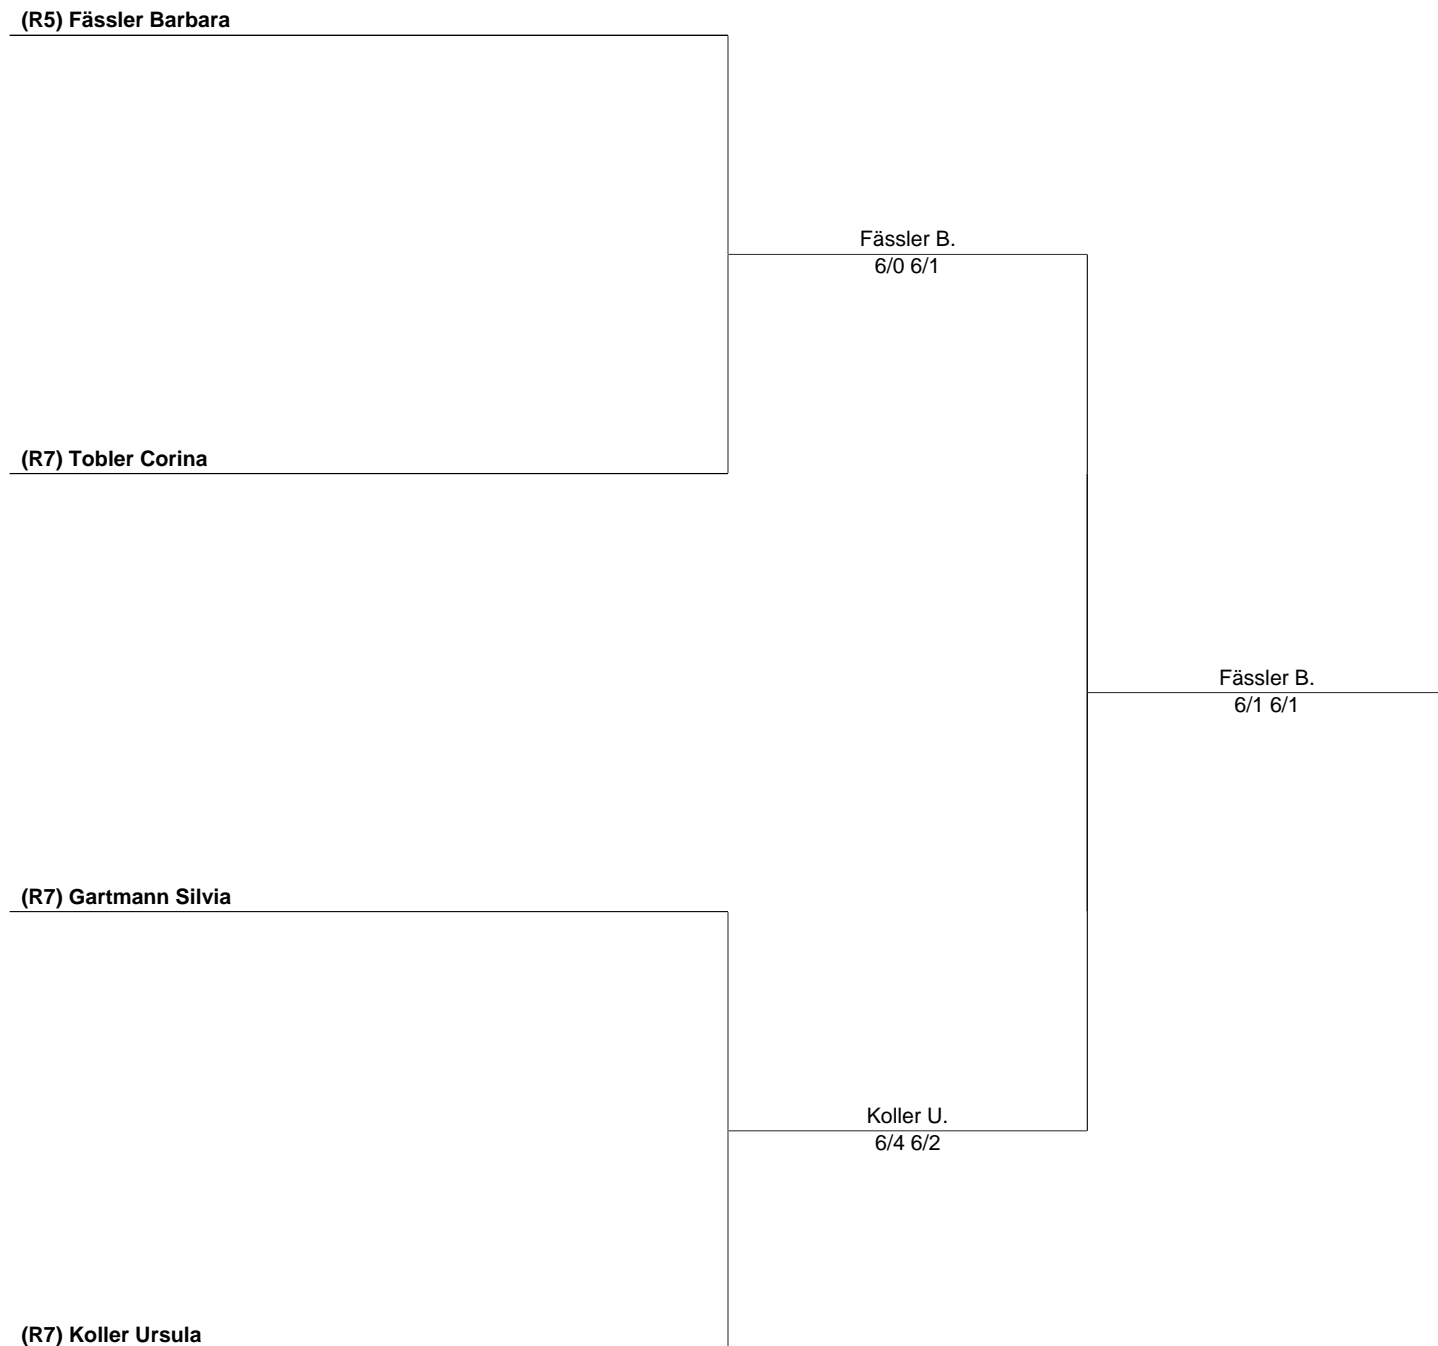 (R5) Fässler Barbara
Fässler B.
6/0 6/1
(R7) Tobler Corina
Fässler B.
6/1 6/1
(R7) Gartmann Silvia
Koller U.
6/4 6/2
(R7) Koller Ursula